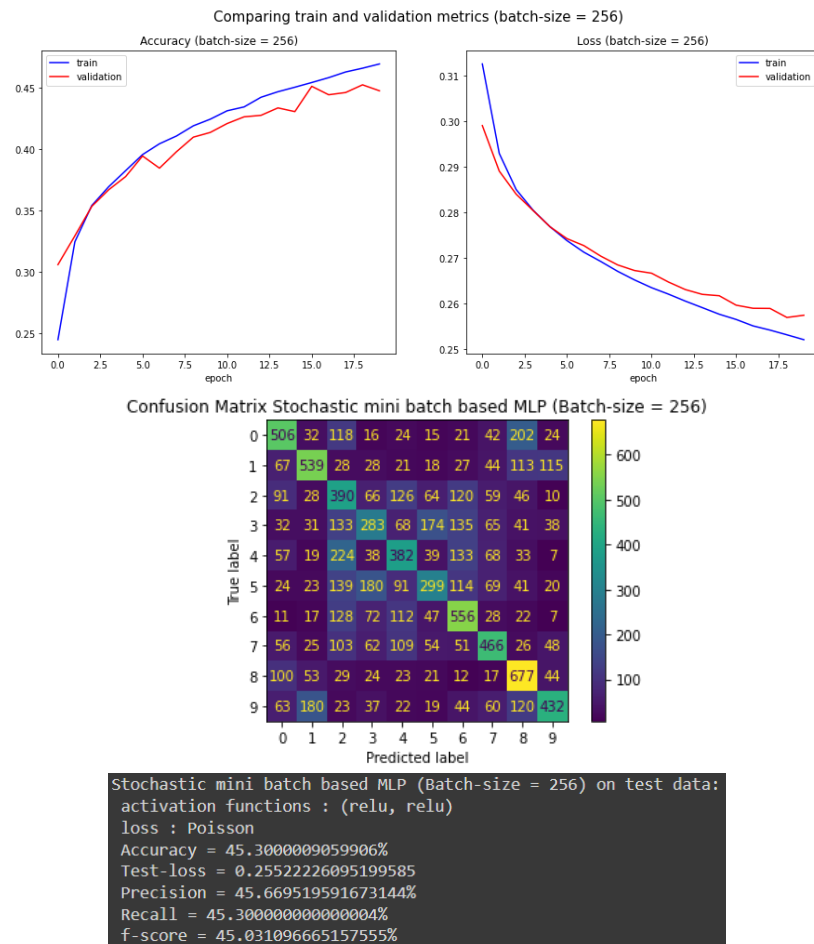 Comparing train and validation metrics (batch-size = 256)
Accuracy (batch-size = 256)
train
validation
0.45
0.40
0.35
0.30
0.25
0.0 2.5 5.0 7.5 10.0 12.5 15.0 17.5
epoch
Loss (batch-size = 256)
train
validation
0.31
0.30
0.29
0.28
0.27
0.26
0.25
0.0 2.5 5.0 7.5 10.0 12.5 15.0 17.5
epoch
Confusion Matrix Stochastic mini batch based MLP (Batch-size = 256)
True label
0 506 32 118 16 24 15 21 42 202 24
1 67 539 28 28 21 18 27 44 113 115
2 91 28 390 66 126 64 120 59 46 10
3 32 31 133 283 68 174 135 65 41 38
4 57 19 224 38 382 39 133 68 33 7
5 24 23 139 180 91 299 114 69 41 20
6 11 17 128 72 112 47 556 28 22 7
7 56 25 103 62 109 54 51 466 26 48
8 100 53 29 24 23 21 12 17 677 44
9 63 180 23 37 22 19 44 60 120 432
0 1 2 3 4 5 6 7 8 9
Predicted label
600
500
400
300
200
100
Stochastic mini batch based MLP (Batch-size = 256) on test data:
activation functions : (relu, relu)
loss : Poisson
Accuracy = 45.3000009059906%
Test-loss = 0.25522226095199585
Precision = 45.669519591673144%
Recall = 45.300000000000004%
f-score = 45.031096665157555%